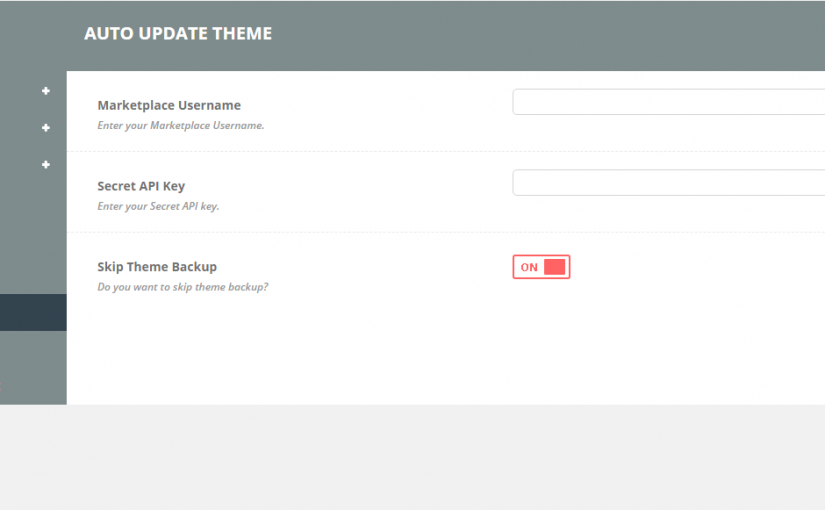 AUTO UPDATE THEME
Marketplace Username
Enter your Marketplace Username.
Secret API Key
Enter your Secret API key.
Skip Theme Backup
ON
Do you want to skip theme backup?